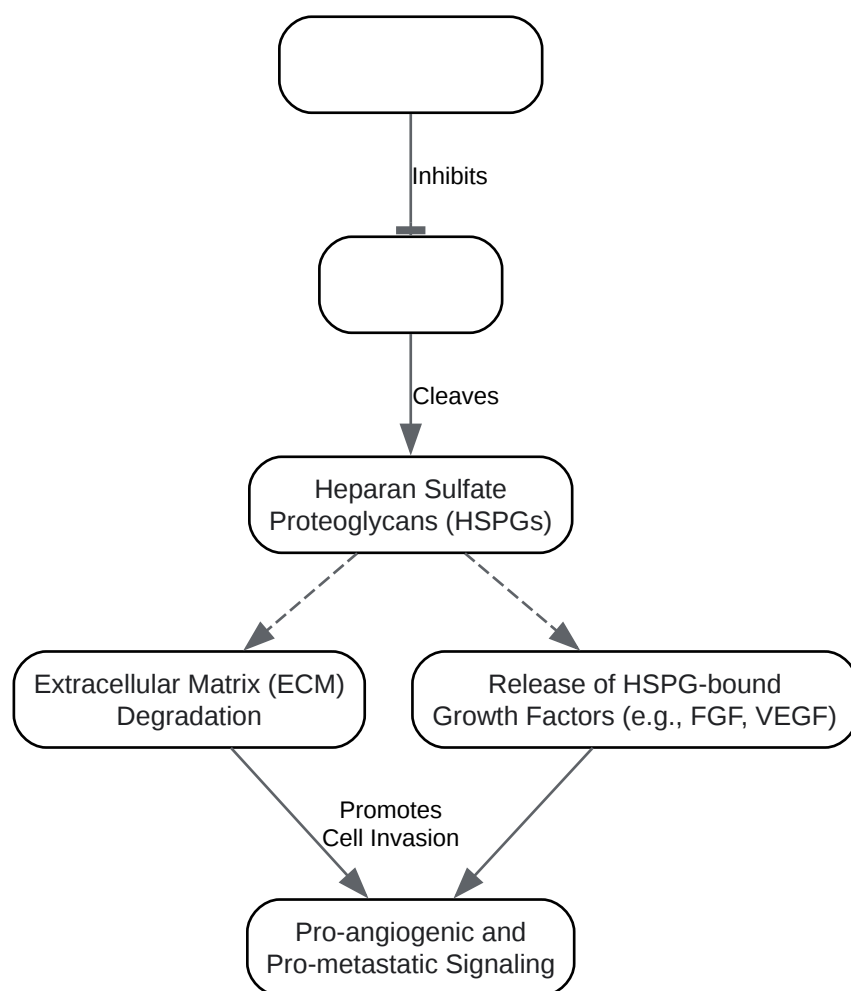 Inhibits
Cleaves
Heparan Sulfate
Proteoglycans (HSPGs)
Extracellular Matrix (ECM)
Degradation
Release of HSPG-bound
Growth Factors (e.g., FGF, VEGF)
Promotes
Cell Invasion
Pro-angiogenic and
Pro-metastatic Signaling